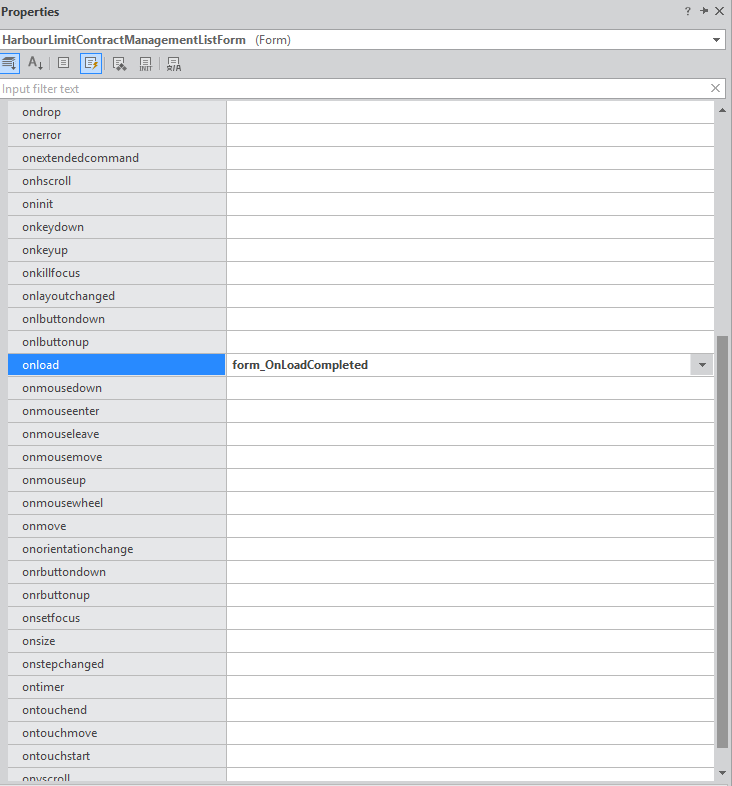 Properties
HarbourLimitContractManagementListForm (Form)
Input filter text
ondrop
onerror
onextendedcommand
onhscroll
oninit
onkeydown
onkeyup
onkillfocus
onlayoutchanged
onlbuttondown
onlbuttonup
onload form_OnLoadCompleted
onmousedown
onmouseenter
onmouseleave
onmousemove
onmouseup
onmousewheel
onmove
onorientationchange
onrbuttondown
onrbuttonup
onsetfocus
onsize
onstepchanged
ontimer
ontouchend
ontouchmove
ontouchstart
onvscroll